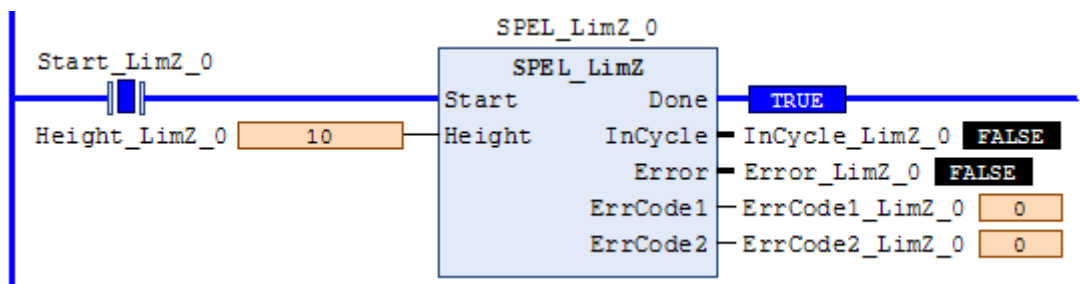 SPEL_LimZ_0
Start_LimZ_0
SPEL_LimZ
Start Done TRUE
Height_LimZ_0 10 Height InCycle InCycle_LimZ_0 FALSE
Error Error_LimZ_0 FALSE
ErrCode1 ErrCode1_LimZ_0 0
ErrCode2 ErrCode2_LimZ_0 0